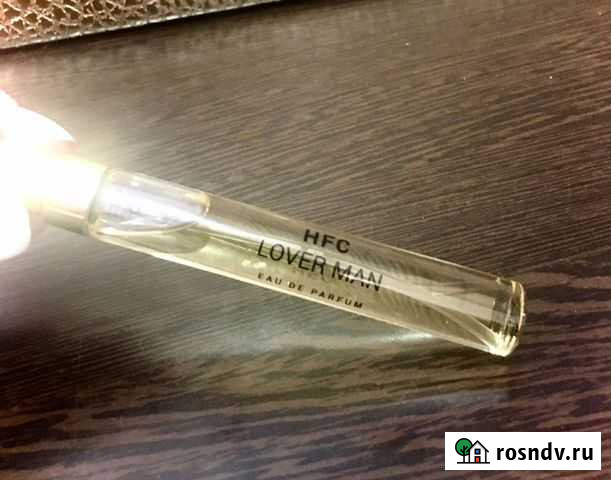 HFC
LOVER MAN
EAU DE PARFUM
rosndv.ru